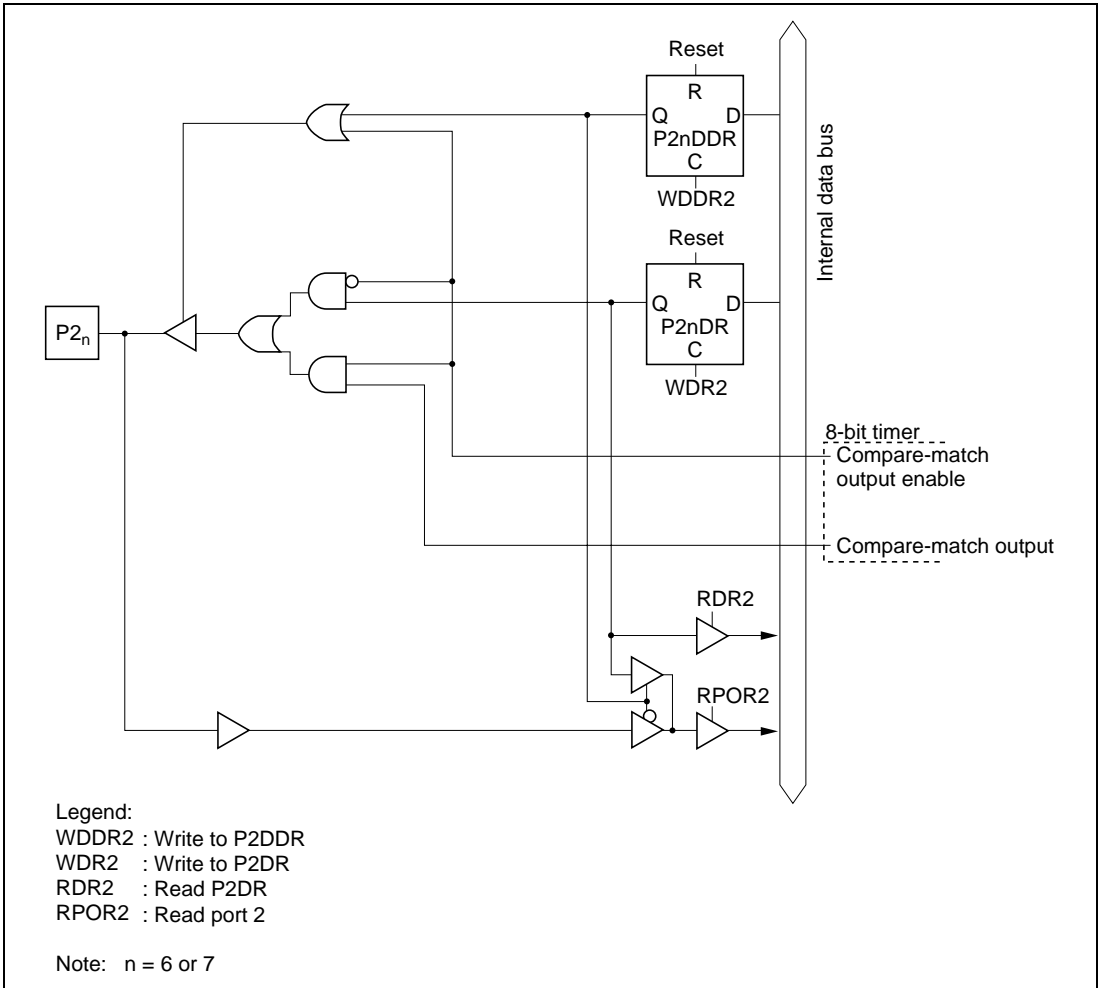 Reset
R
Q D
P2nDDR
C
WDDR2
Internal data bus
Reset
R
Q D
P2nDR
C
WDR2
P2n
8-bit timer
Compare-match
output enable
Compare-match output
RDR2
RPOR2
Legend:
WDDR2 : Write to P2DDR
WDR2 : Write to P2DR
RDR2 : Read P2DR
RPOR2 : Read port 2
Note: n = 6 or 7